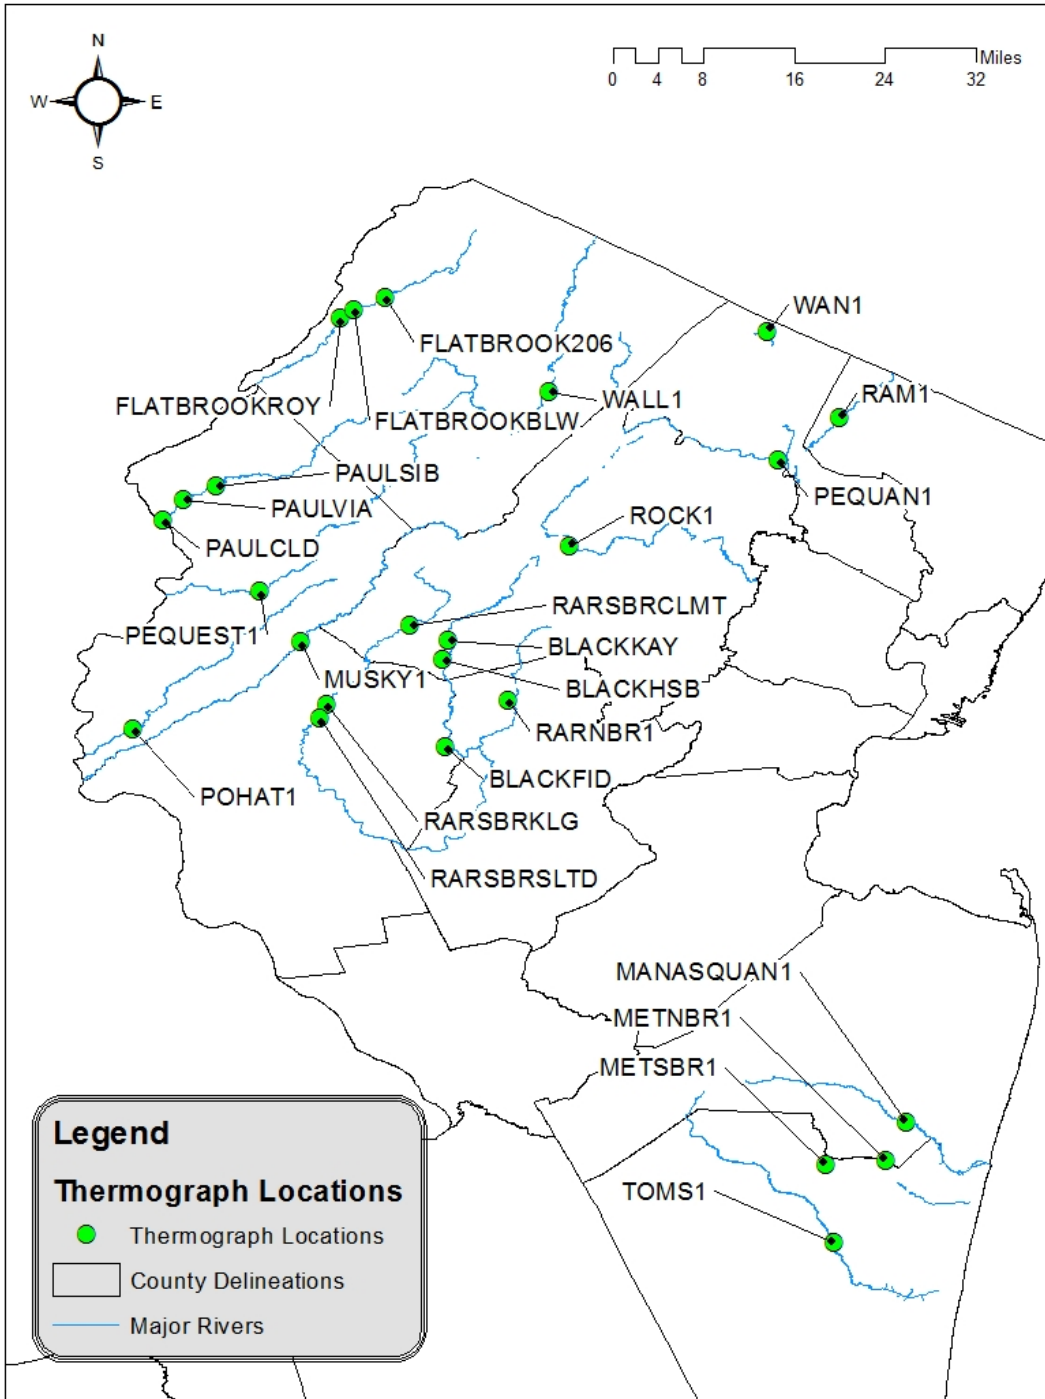 N
W
E
S
Miles
0 4 8 16 24 32
WAN1
FLATBROOK206
RAM1
WALL1
FLATBROOKROY
FLATBROOKBLW
PAULSIB
PEQUAN1
PAULVIA
ROCK1
PAULCLD
RARSBRCLMT
PEQUEST1
BLACKKAY
MUSKY1
BLACKHSB
RARNBR1
BLACKFID
POHAT1
RARSBRKLG
RARSBRSLTD
MANASQUAN1
METNBR1
METSBR1
TOMS1
Legend
Thermograph Locations
Thermograph Locations
County Delineations
Major Rivers